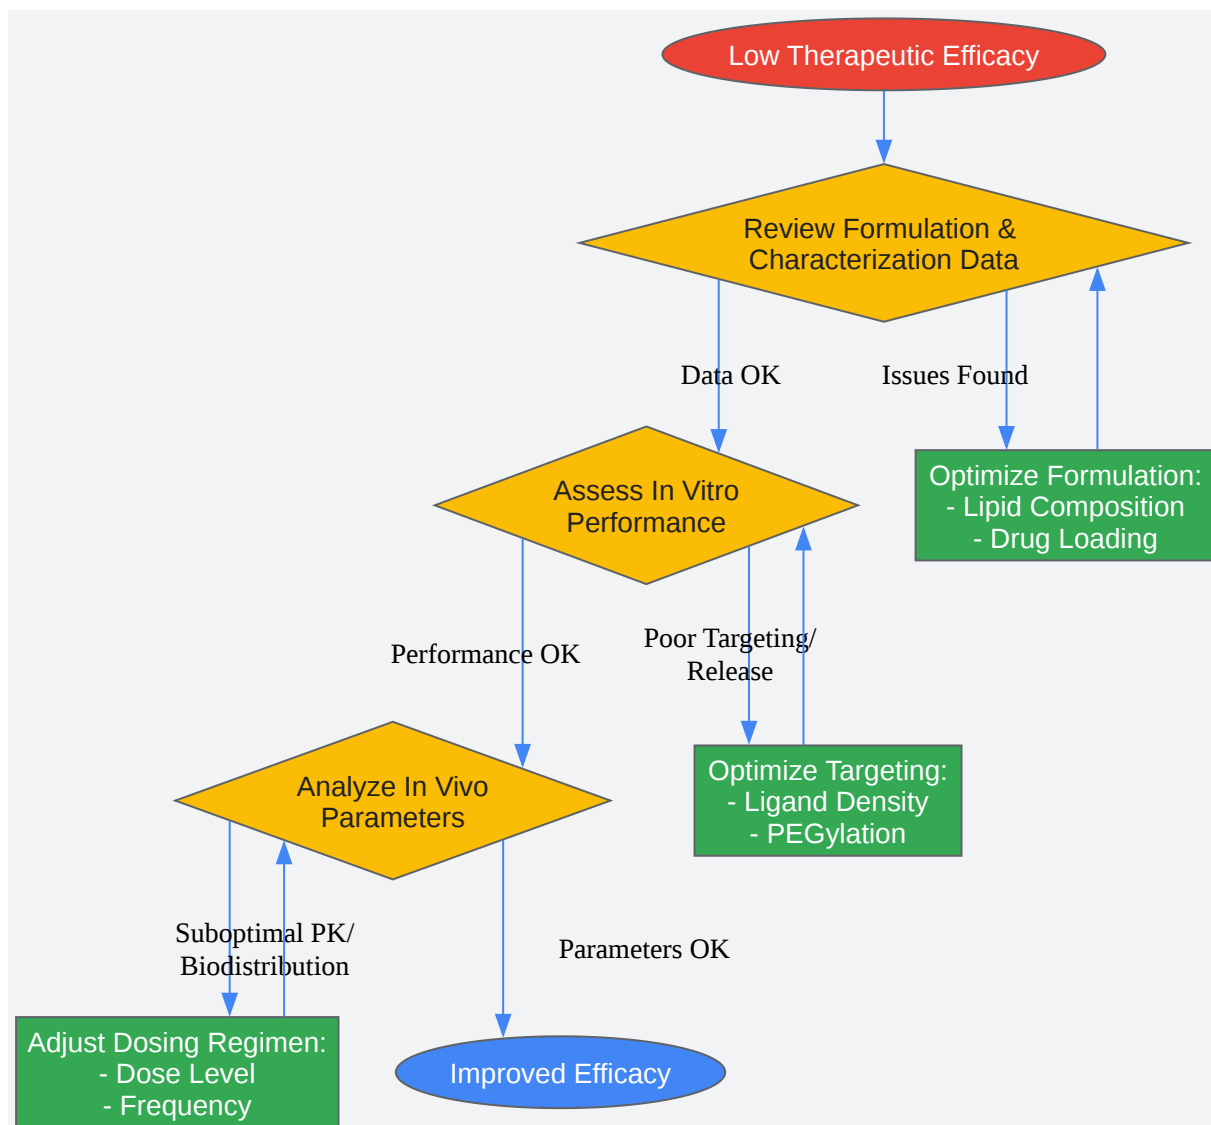 Low Therapeutic Efficacy
Review Formulation &
Characterization Data
Data OK
Issues Found
Assess In Vitro
Performance
Optimize Formulation:
- Lipid Composition
- Drug Loading
Performance OK
Poor Targeting/
Release
Analyze In Vivo
Parameters
Optimize Targeting:
- Ligand Density
- PEGylation
Suboptimal PK/
Biodistribution
Parameters OK
Adjust Dosing Regimen:
- Dose Level
- Frequency
Improved Efficacy